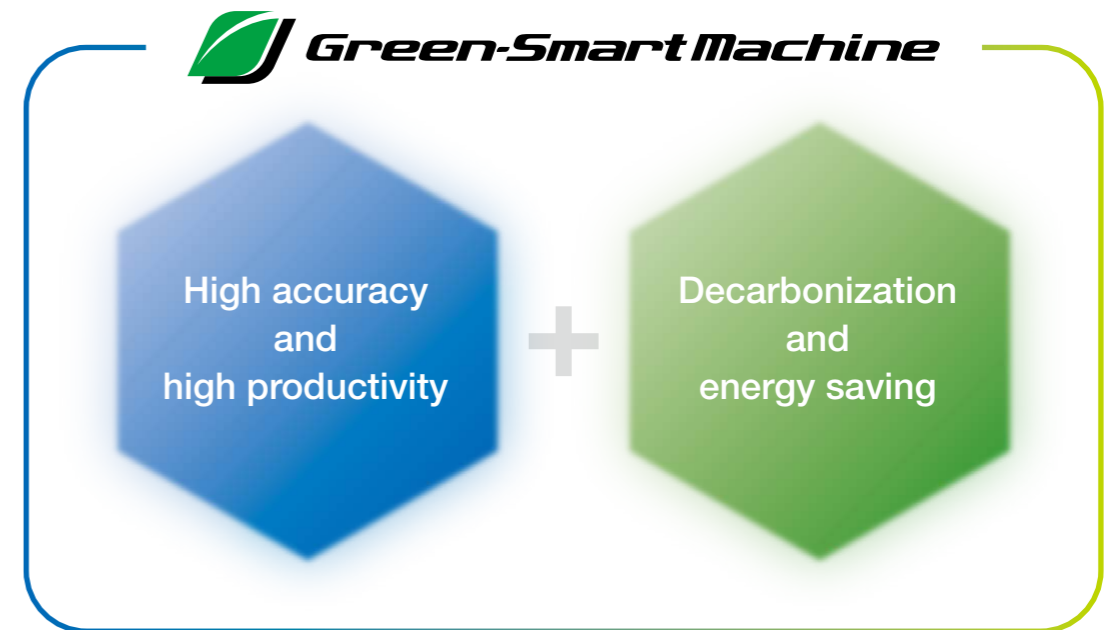 Green-Smart Machine
High accuracy
and
high productivity
+
Decarbonization
and
energy saving